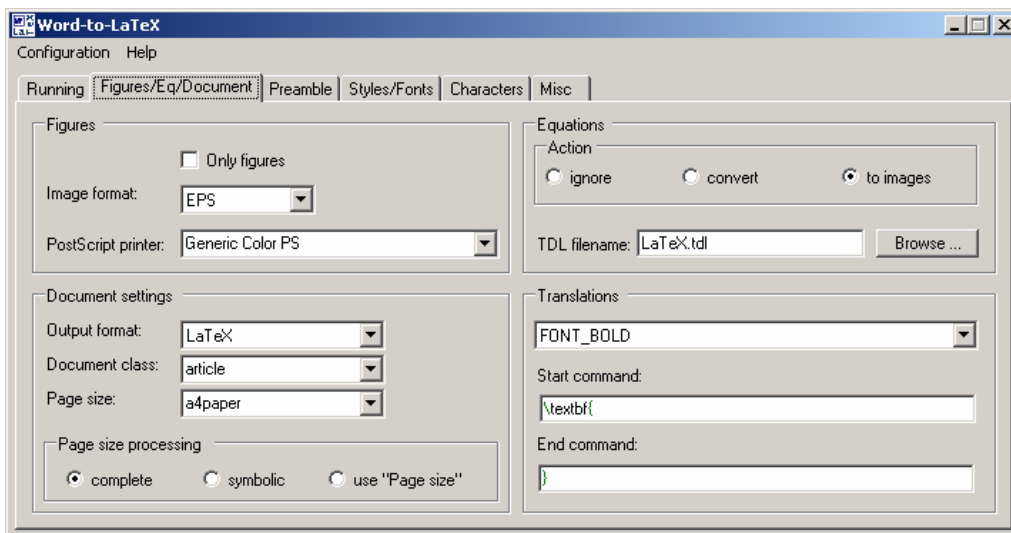 Word-to-LaTeX
Configuration Help
Running Figures/Eq/Document Preamble Styles/Fonts Characters Misc
Figures
Only figures
Image format: EPS
PostScript printer: Generic Color PS
Equations
Action
ignore convert to images
TDL filename: LaTeX.tdl Browse ...
Document settings
Output format: LaTeX
Document class: article
Page size: a4paper
Page size processing
complete symbolic use "Page size"
Translations
FONT_BOLD
Start command:
\textbf{
End command:
}